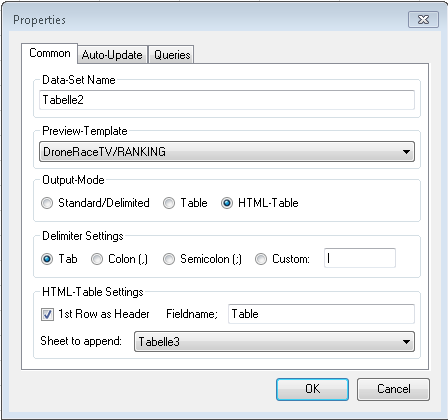 Properties
Common Auto-Update Queries
Data-Set Name
Tabelle2
Preview-Template
DroneRaceTV/RANKING
Output-Mode
Standard/Delimited Table HTML-Table
Delimiter Settings
Tab Colon (,) Semicolon (;) Custom: |
HTML-Table Settings
1st Row as Header Fieldname; Table
Sheet to append: Tabelle3
OK Cancel